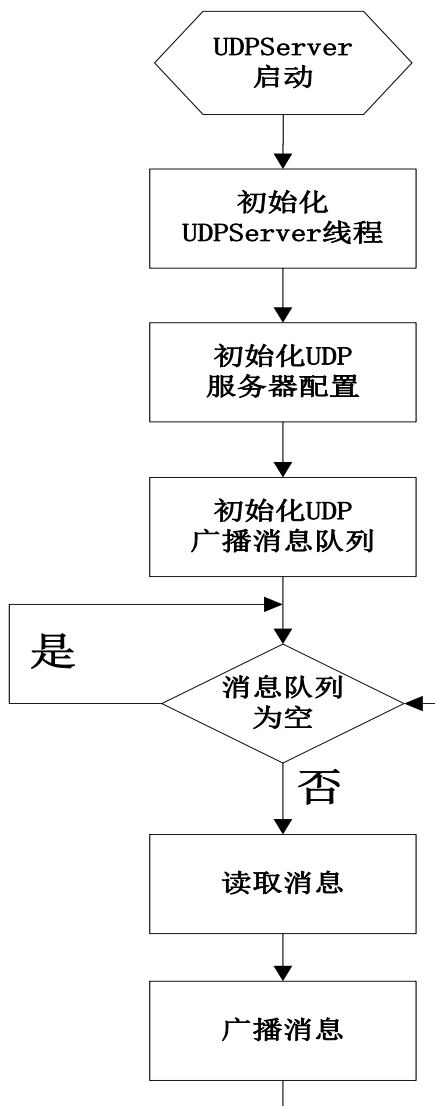 UDPServer
启动
初始化
UDPServer线程
初始化UDP
服务器配置
初始化UDP
广播消息队列
是
消息队列
为空
否
读取消息
广播消息